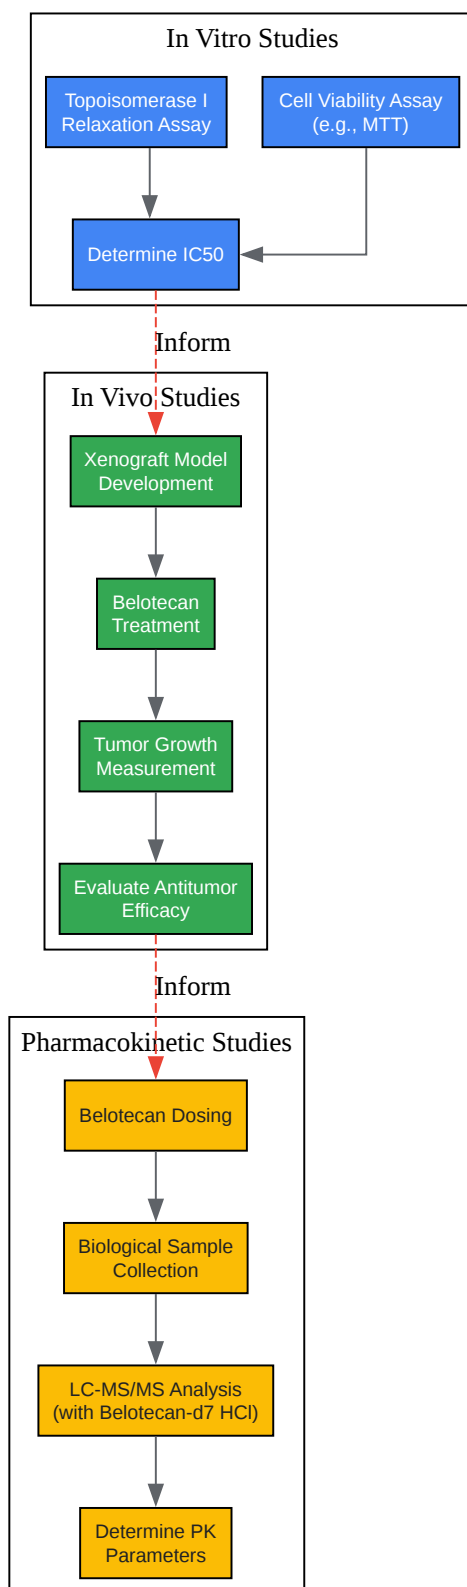 In Vitro Studies
Topoisomerase I
Relaxation Assay
Cell Viability Assay
(e.g., MTT)
Determine IC50
Inform
In Vivo Studies
Xenograft Model
Development
Belotecan
Treatment
Tumor Growth
Measurement
Evaluate Antitumor
Efficacy
Inform
Pharmacokinetic Studies
Belotecan Dosing
Biological Sample
Collection
LC-MS/MS Analysis
(with Belotecan-d7 HCl)
Determine PK
Parameters